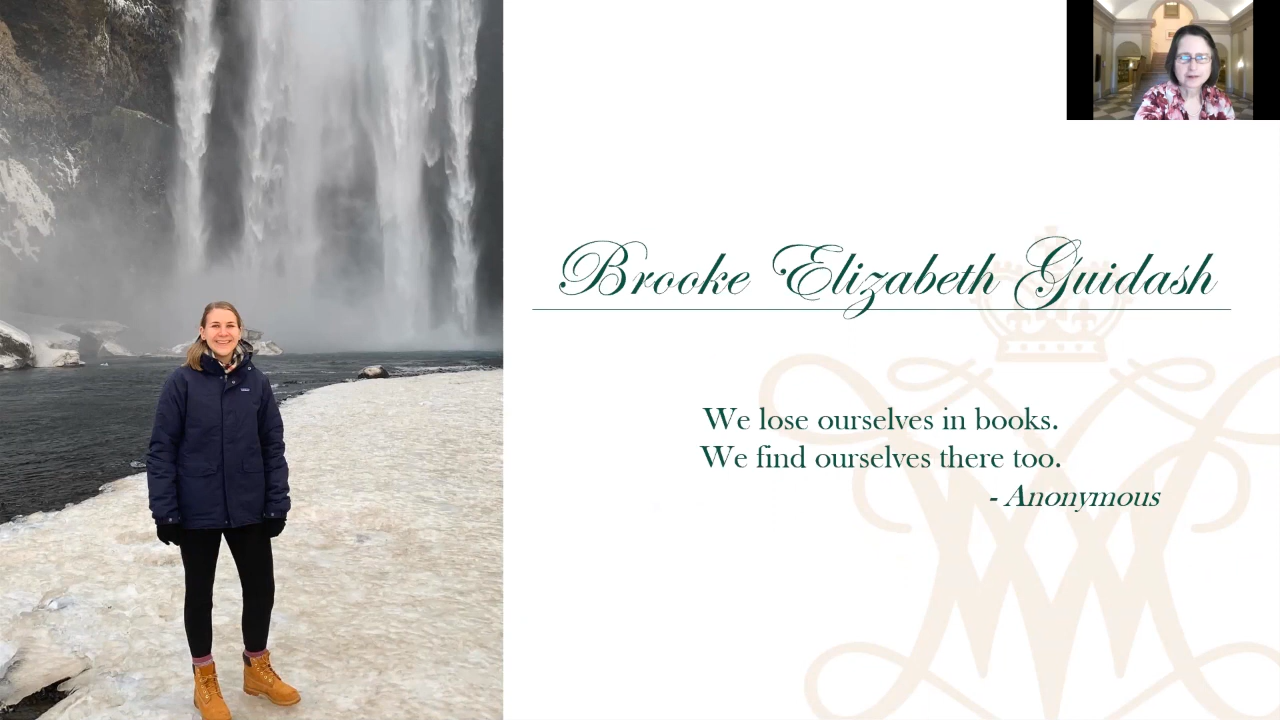 Brooke Elizabeth Guidash
We lose ourselves in books.
We find ourselves there too.
- Anonymous